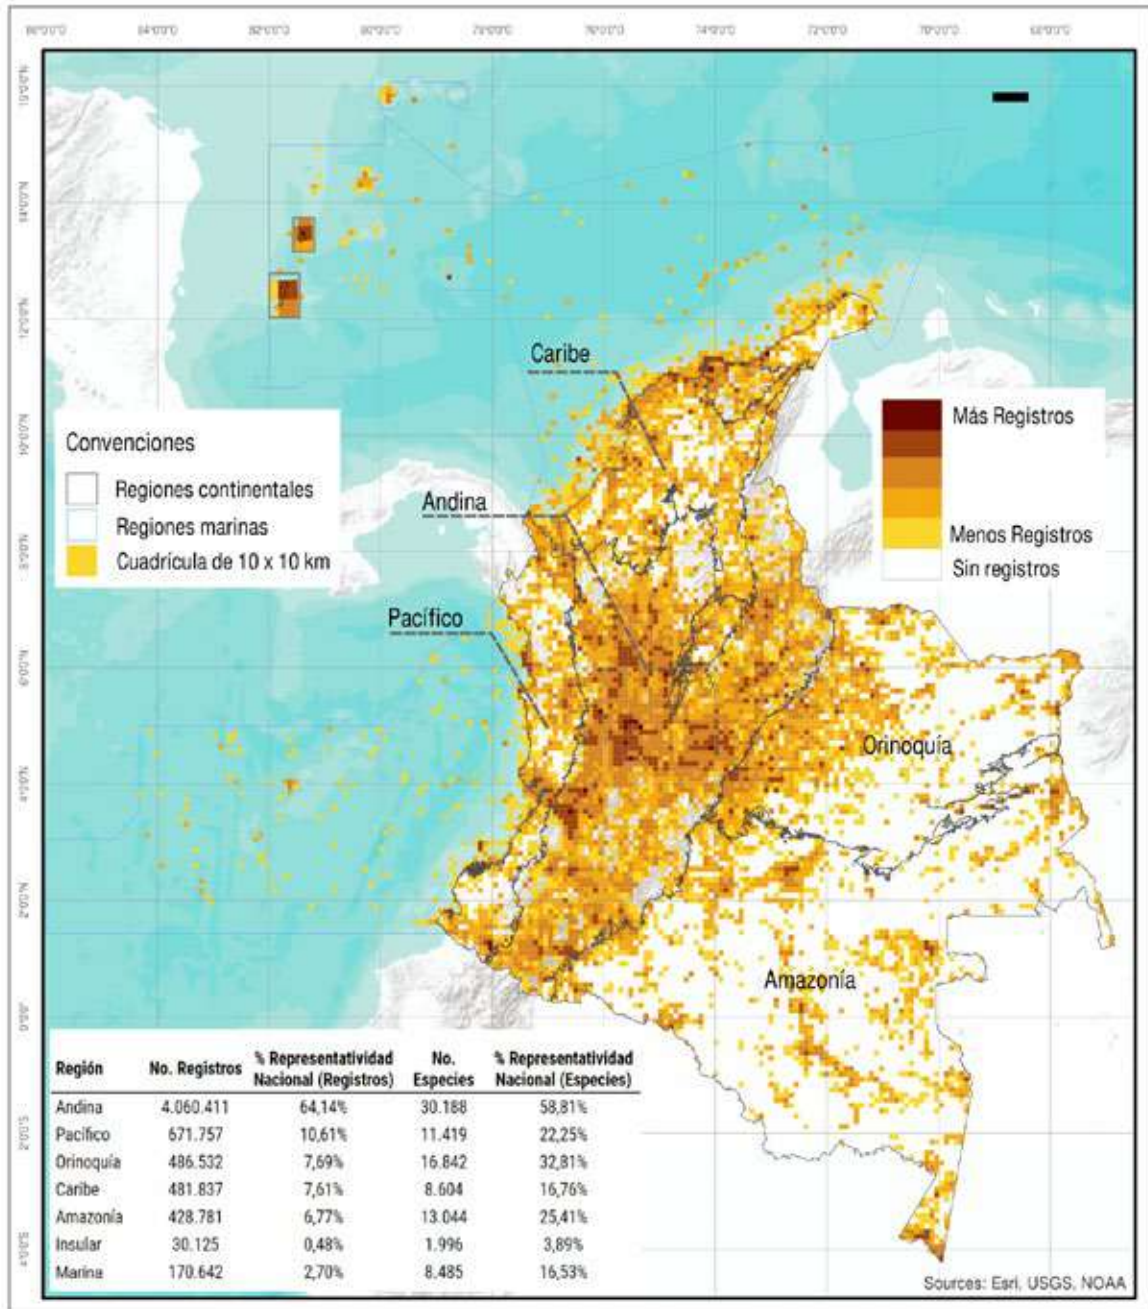 Caribe
Convenciones
Regiones continentales
Regiones marinas
Cuadrícula de 10 x 10 km
Más Registros
Menos Registros
Sin registros
Andina
Pacífico
Orinoquía
Amazonía
Región No. Registros % Representatividad Nacional (Registros) No. Especies % Representatividad Nacional (Especies)
Andina 4.060.411 64,14% 30.188 58,81%
Pacífico 671.757 10,61% 11.419 22,25%
Orinoquía 486.532 7,69% 16.842 32,81%
Caribe 481.837 7,61% 8.604 16,76%
Amazonía 428.781 6,77% 13.044 25,41%
Insular 30.125 0,48% 1.996 3,89%
Marina 170.642 2,70% 8.485 16,53%
Sources: Esri, USGS, NOAA